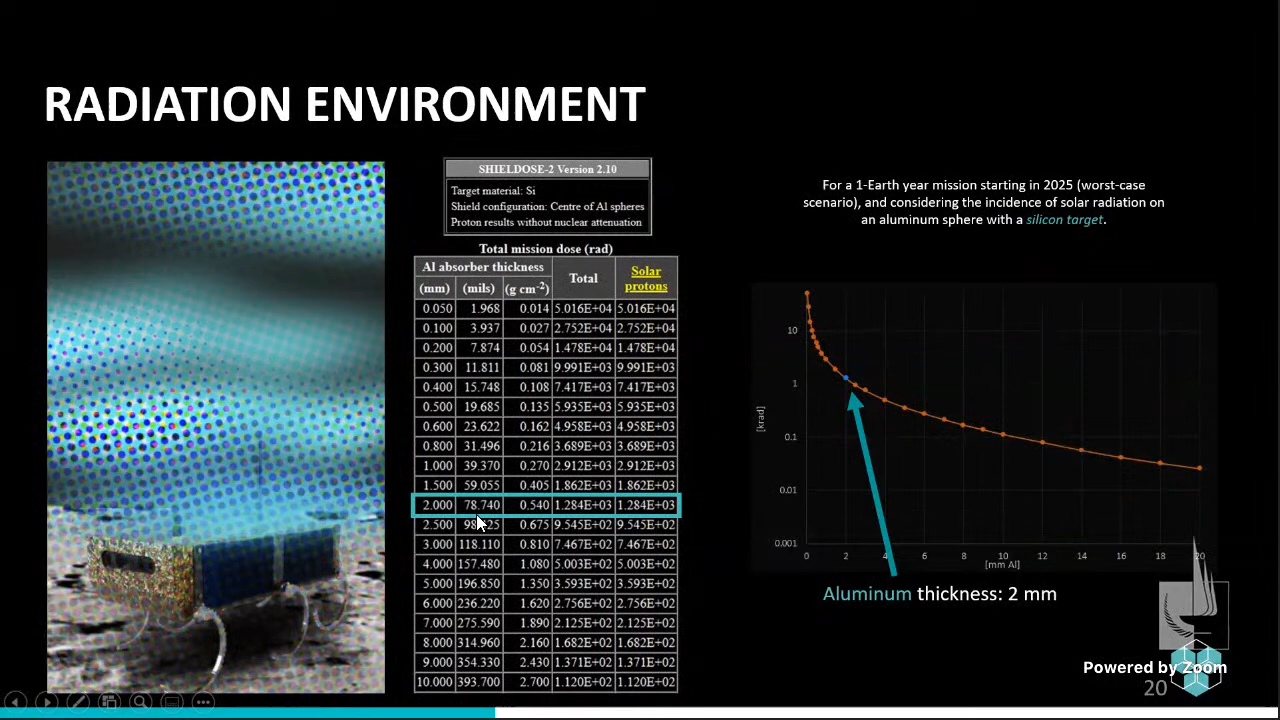 RADIATION ENVIRONMENT
SHIELDOSE-2 Version 2.10
Target material: Si
Shield configuration: Centre of Al spheres
Proton results without nuclear attenuation
Total mission dose (rad)
Al absorber thickness Total Solar protons
(mm) (mils) (g cm-2)
0.050 1.968 0.014 5.016E+04 5.016E+04
0.100 3.937 0.027 2.752E+04 2.752E+04
0.200 7.874 0.054 1.478E+04 1.478E+04
0.300 11.811 0.081 9.991E+03 9.991E+03
0.400 15.748 0.108 7.417E+03 7.417E+03
0.500 19.685 0.135 5.935E+03 5.935E+03
0.600 23.622 0.162 4.958E+03 4.958E+03
0.800 31.496 0.216 3.689E+03 3.689E+03
1.000 39.370 0.270 2.912E+03 2.912E+03
1.500 59.055 0.405 1.862E+03 1.862E+03
2.000 78.740 0.540 1.284E+03 1.284E+03
2.500 0.675 9.545E+02 9.545E+02
3.000 118.110 0.810 7.467E+02 7.467E+02
4.000 157.480 1.080 5.003E+02 5.003E+02
5.000 196.850 1.350 3.593E+02 3.593E+02
6.000 236.220 1.620 2.756E+02 2.756E+02
7.000 275.590 1.890 2.125E+02 2.125E+02
8.000 314.960 2.160 1.682E+02 1.682E+02
9.000 354.330 2.430 1.371E+02 1.371E+02
10.000 393.700 2.700 1.120E+02 1.120E+02
For a 1-Earth year mission starting in 2025 (worst-case
scenario), and considering the incidence of solar radiation on
an aluminum sphere with a silicon target.
10
1
0.1
0.01
0.001
[krad]
0 2 4 6 8 10 12 14 16 18 20
[mm Al]
Aluminum thickness: 2 mm
Powered by Zoom
20